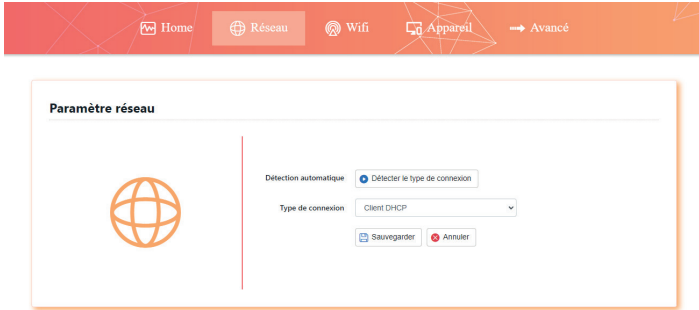 Home Réseau Wifi Appareil Avancé
Paramètre réseau
Détection automatique Détecter le type de connexion
Type de connexion Client DHCP
Sauvegarder Annuler